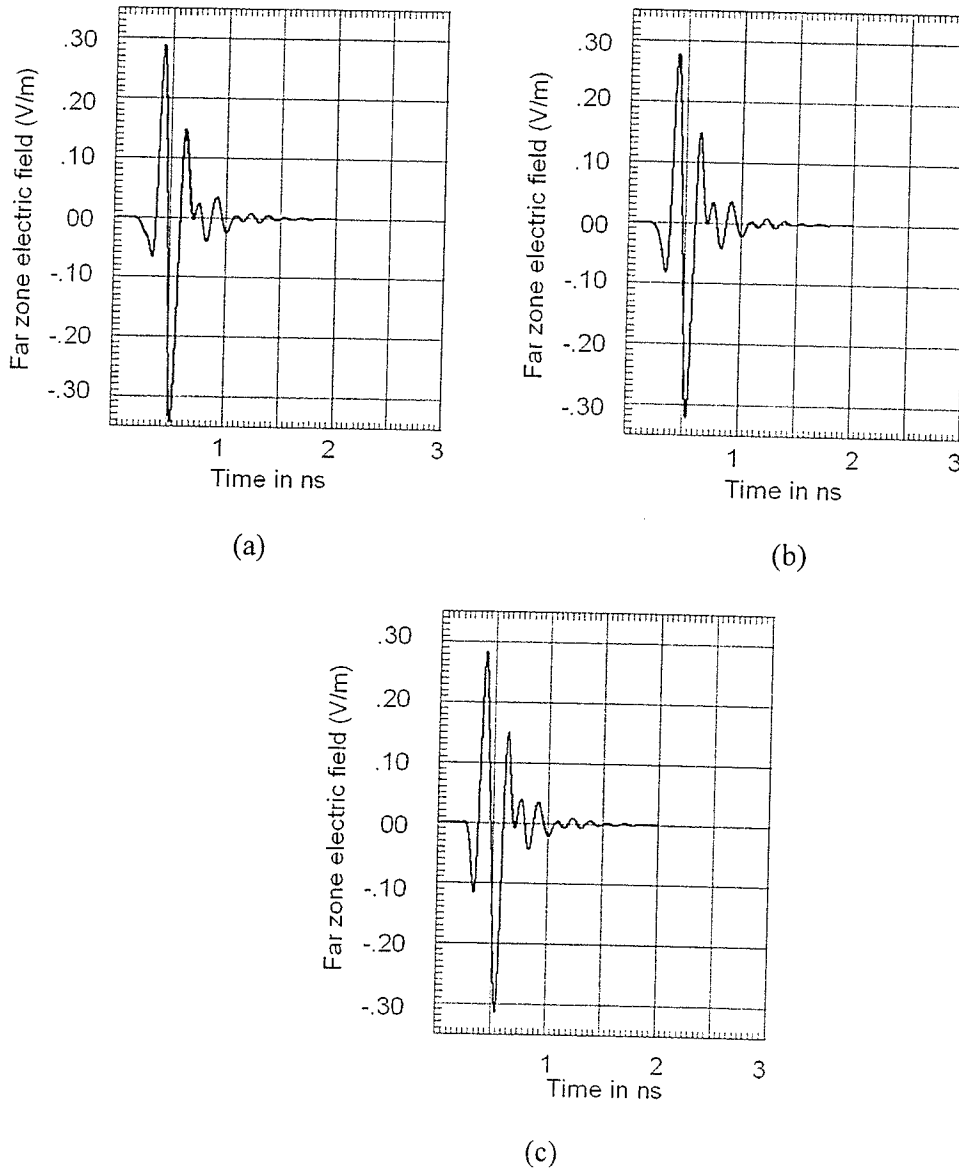 .30
.20
.10
00
-.10
-.20
-.30
Far zone electric field (V/m)
1 2 3
Time in ns
(a)
.30
.20
.10
00
-.10
-.20
-.30
Far zone electric field (V/m)
1 2 3
Time in ns
(b)
.30
.20
.10
00
-.10
-.20
-.30
Far zone electric field (V/m)
1 2 3
Time in ns
(c)